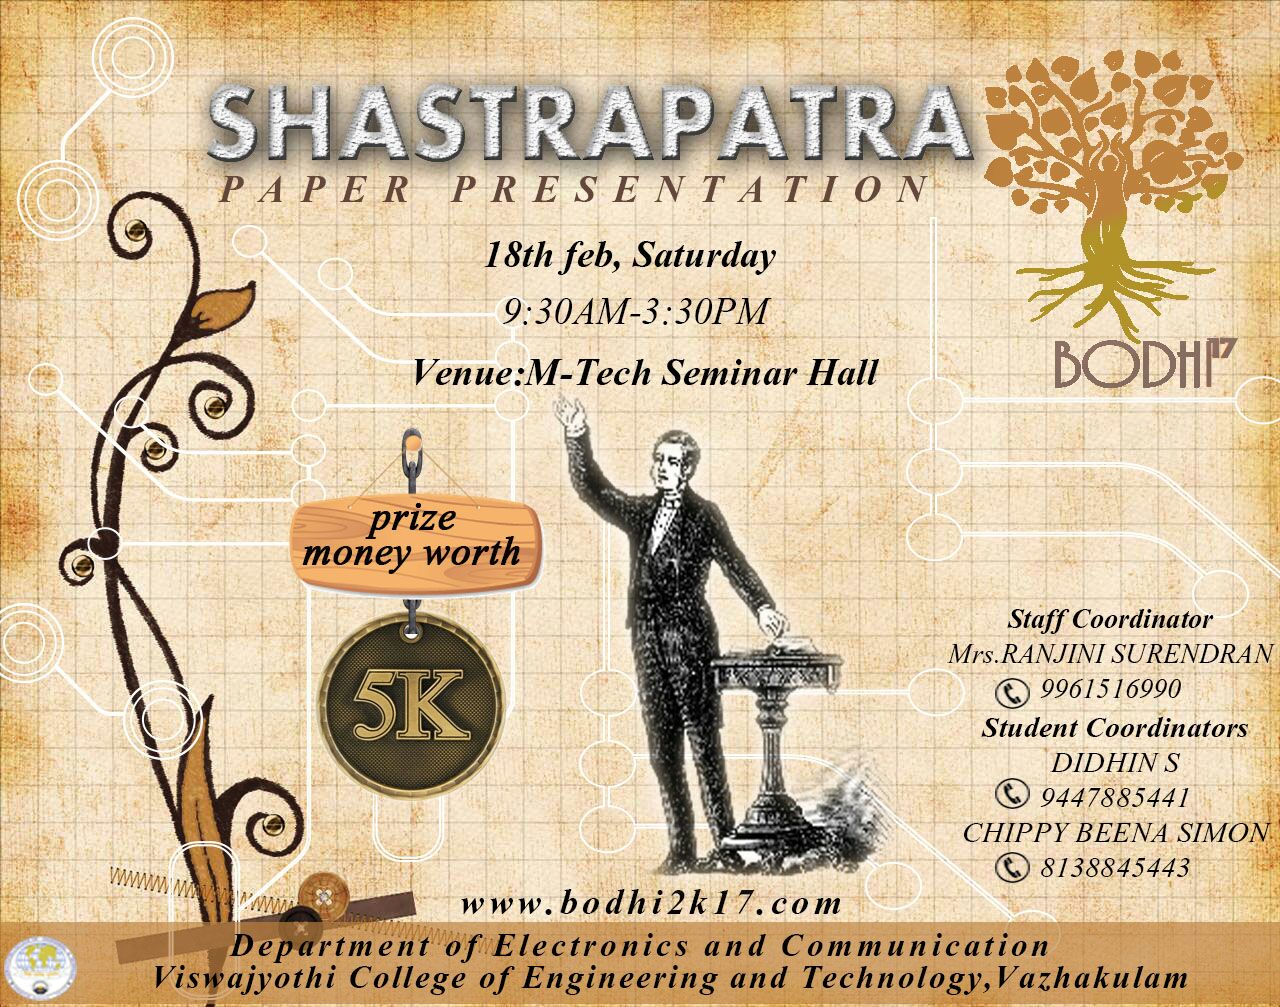 SHASTRAPATRA
PAPER PRESENTATION
18th feb, Saturday
9:30AM-3:30PM
Venue:M-Tech Seminar Hall
BODHI17
prize
money worth
5K
Staff Coordinator
Mrs.RANJINI SURENDRAN
9961516990
Student Coordinators
DIDHIN S
9447885441
CHIPPY BEENA SIMON
8138845443
www.bodhi2k17.com
Department of Electronics and Communication
Viswajyothi College of Engineering and Technology,Vazhakulam